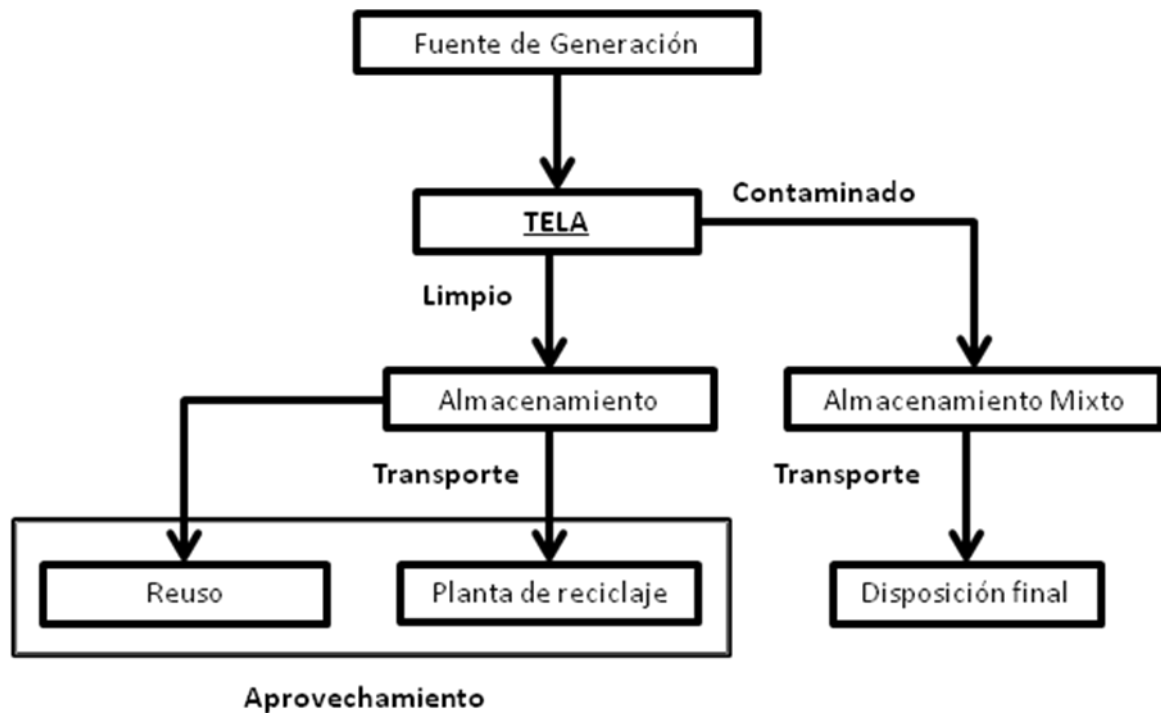 Fuente de Generación
Contaminado
TELA
Limpio
Almacenamiento
Almacenamiento Mixto
Transporte
Transporte
Reuso
Planta de reciclaje
Disposición final
Aprovechamiento